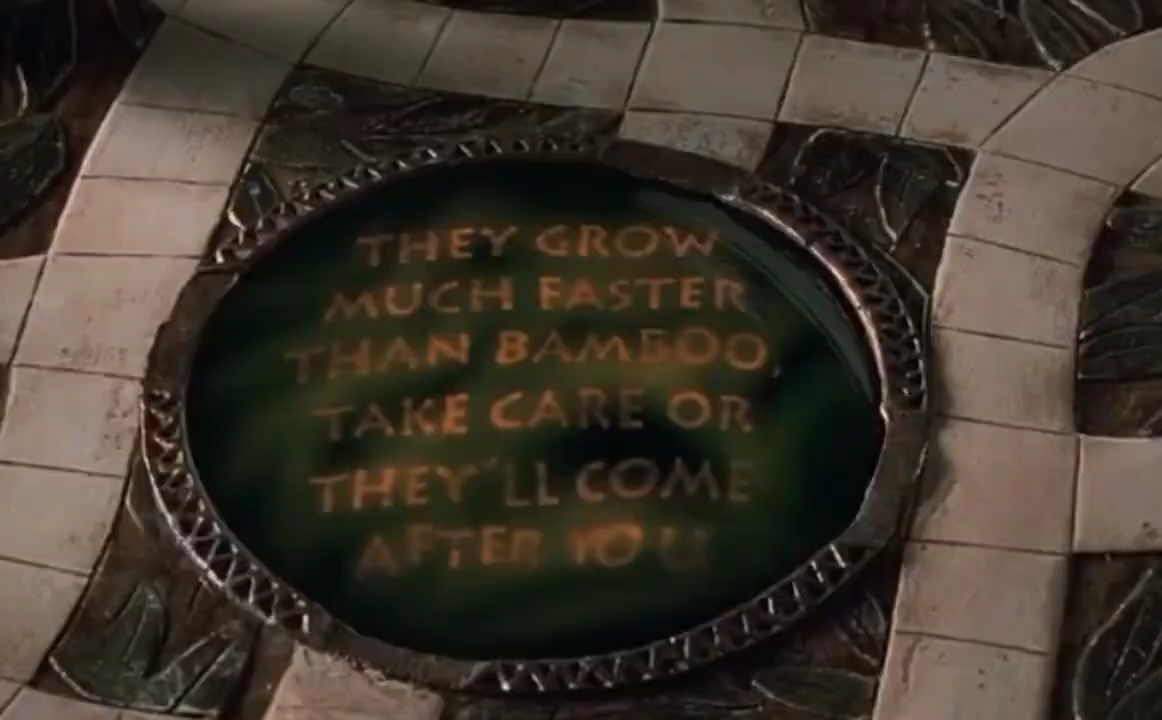 THEY GROW
MUCH FASTER
THAN BAMBOO,
TAKE CARE OR
THEY'LL COME
AFTER YOU